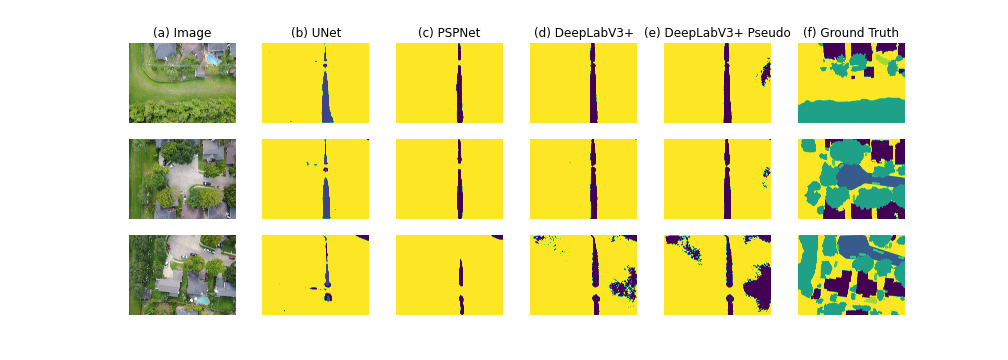 (a) Image
(b) UNet
(c) PSPNet
(d) DeepLabV3+
(e) DeepLabV3+ Pseudo
(f) Ground Truth